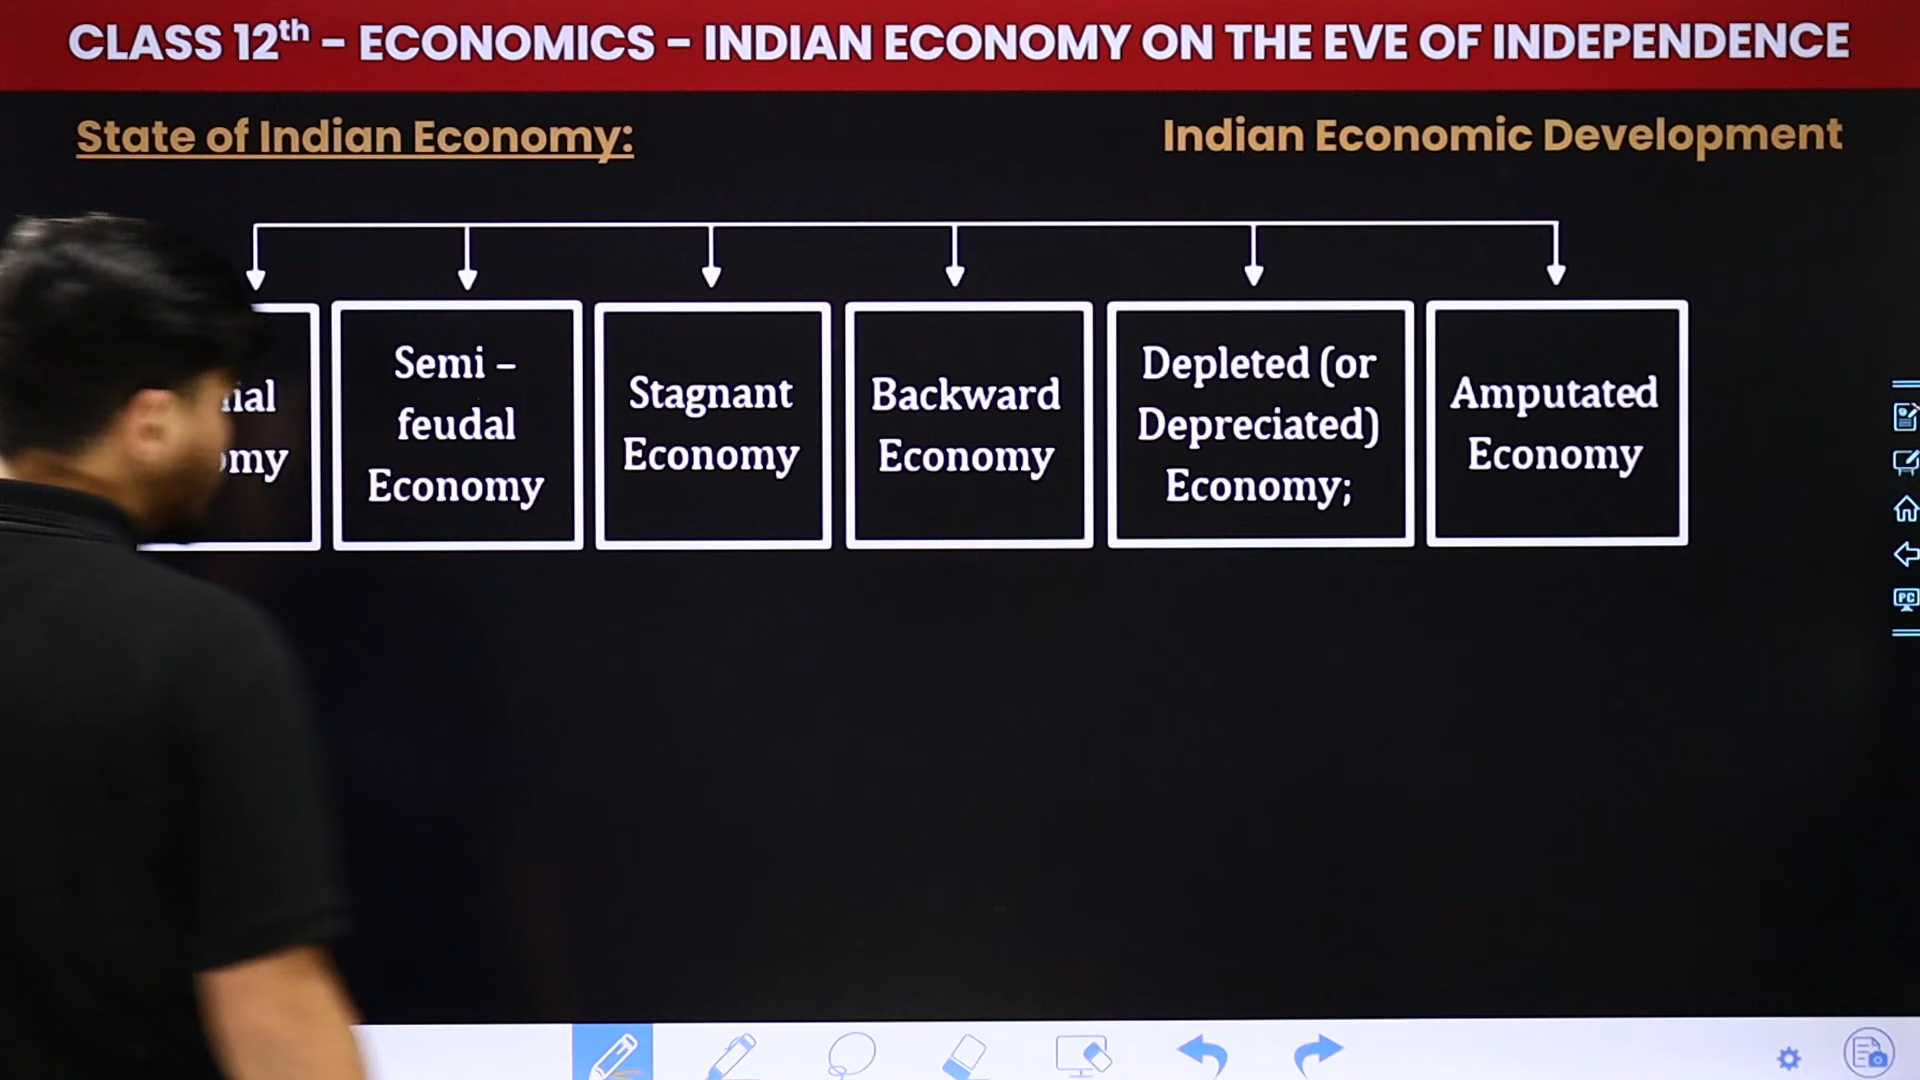 CLASS 12th - ECONOMICS - INDIAN ECONOMY ON THE EVE OF INDEPENDENCE
State of Indian Economy:
Indian Economic Development
Semi –
feudal
Economy
Stagnant
Economy
Backward
Economy
Depleted (or
Depreciated)
Economy;
Amputated
Economy
PC